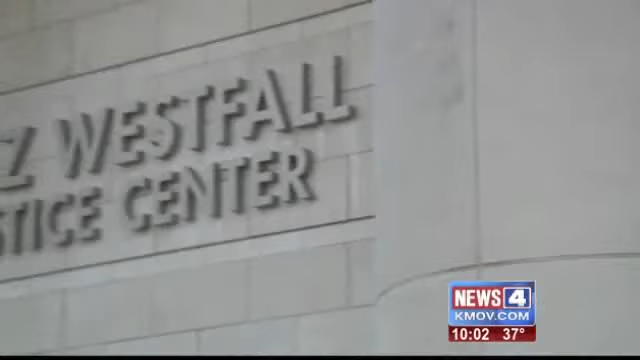 Z WESTFALL
STICE CENTER
NEWS 4
KMOV.COM
10:02 37°